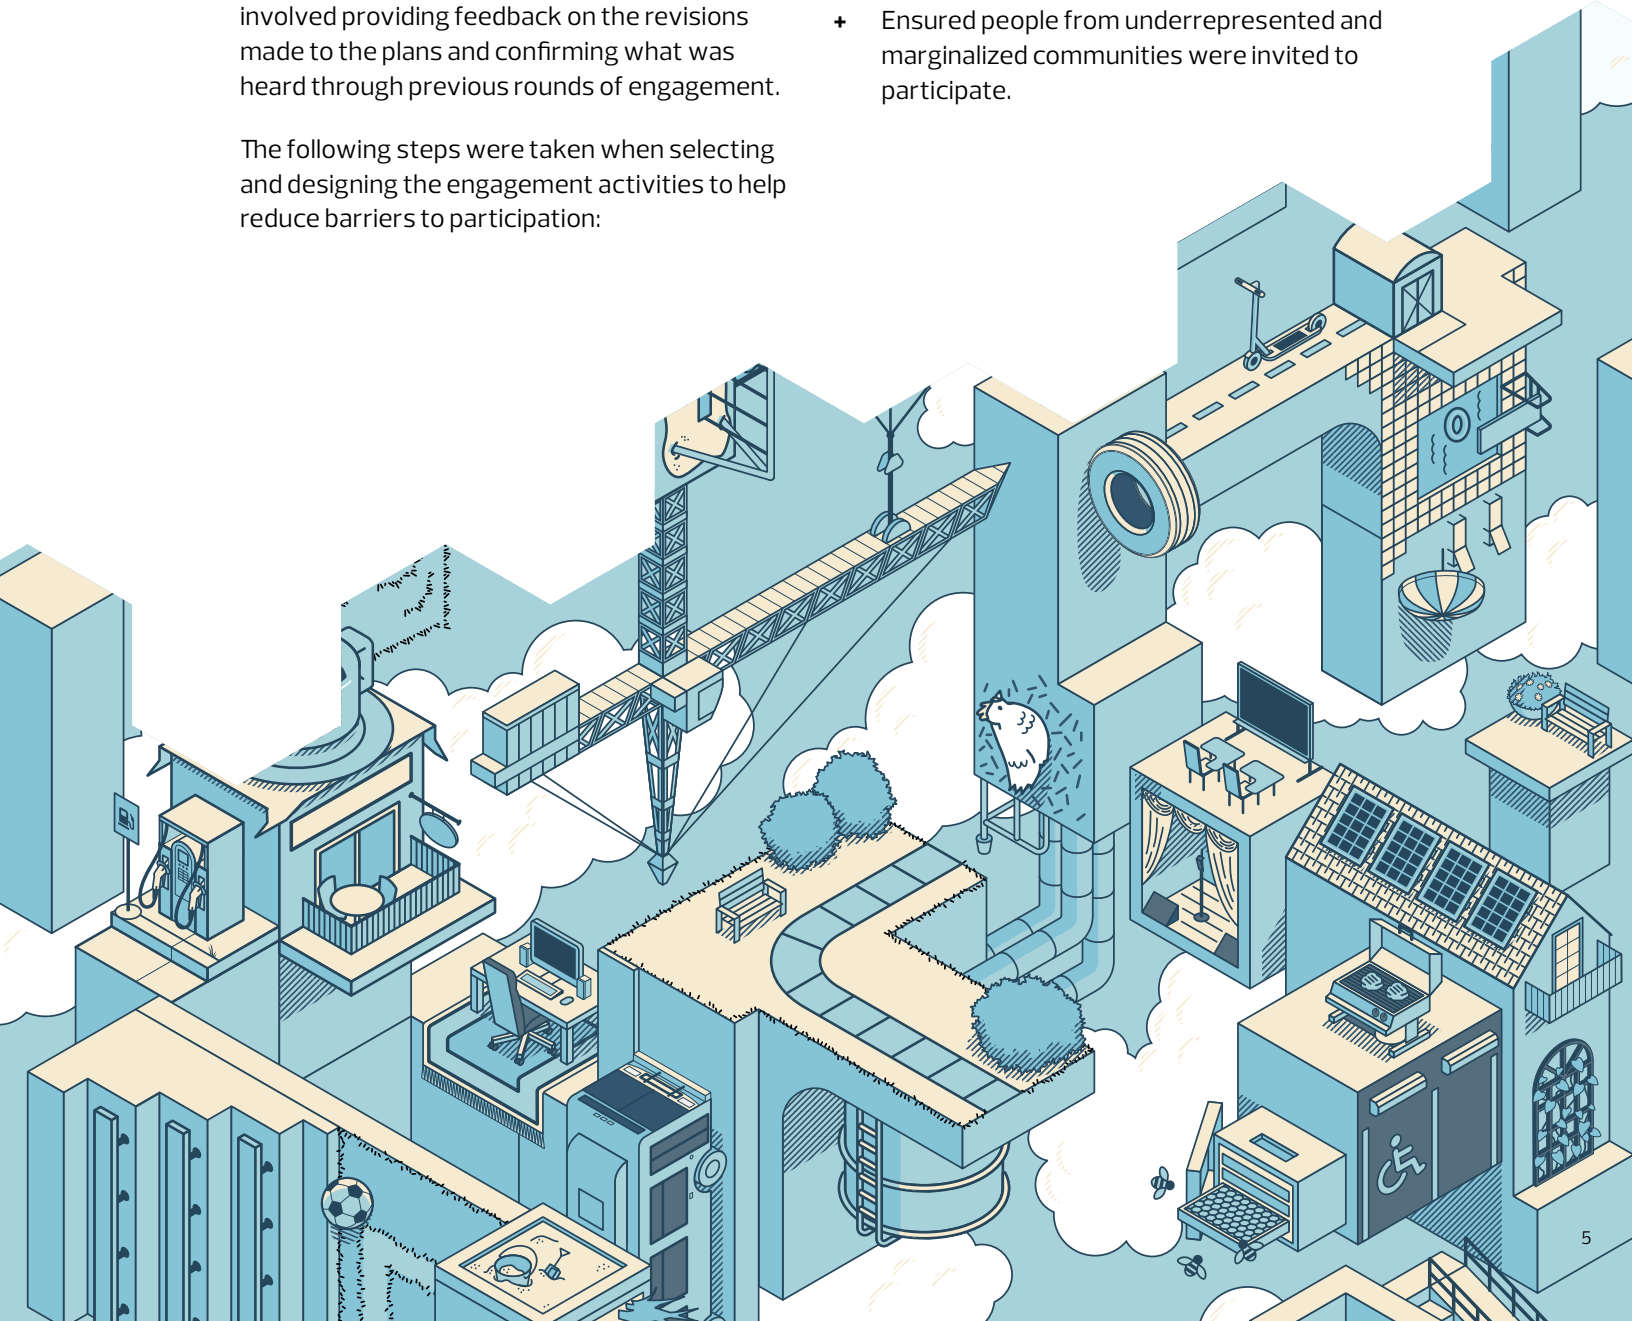 involved providing feedback on the revisions
made to the plans and confirming what was
heard through previous rounds of engagement.
The following steps were taken when selecting
and designing the engagement activities to help
reduce barriers to participation:
+ Ensured people from underrepresented and
marginalized communities were invited to
participate.
5